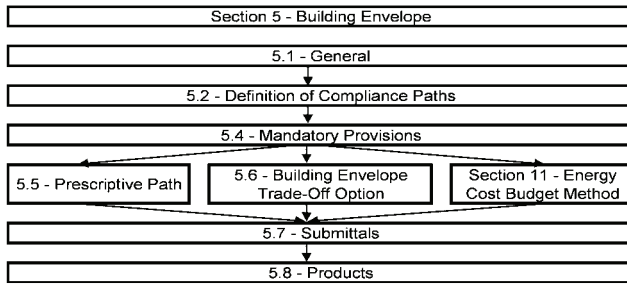 Section 5 - Building Envelope
5.1 - General
5.2 - Definition of Compliance Paths
5.4 - Mandatory Provisions
5.5 - Prescriptive Path
5.6 - Building Envelope
Trade-Off Option
Section 11 - Energy
Cost Budget Method
5.7 - Submittals
5.8 - Products